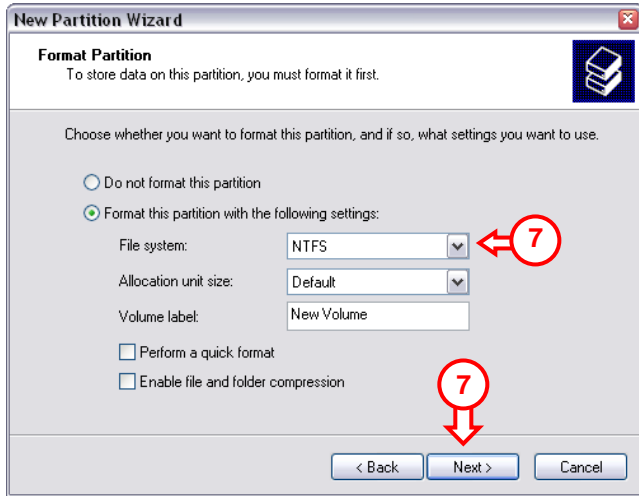 New Partition Wizard
Format Partition
To store data on this partition, you must format it first.
Choose whether you want to format this partition, and if so, what settings you want to use.
Do not format this partition
Format this partition with the following settings:
File system: NTFS 7
Allocation unit size: Default
Volume label: New Volume
Perform a quick format
Enable file and folder compression
7
< Back Next > Cancel